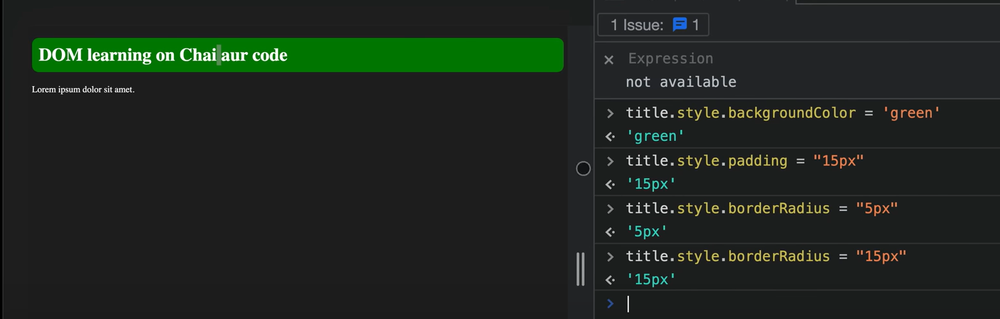 DOM learning on Chai aur code
Lorem ipsum dolor sit amet.
1 Issue: 1
Expression
not available
title.style.backgroundColor = 'green'
'green'
title.style.padding = "15px"
'15px'
title.style.borderRadius = "5px"
'5px'
title.style.borderRadius = "15px"
'15px'